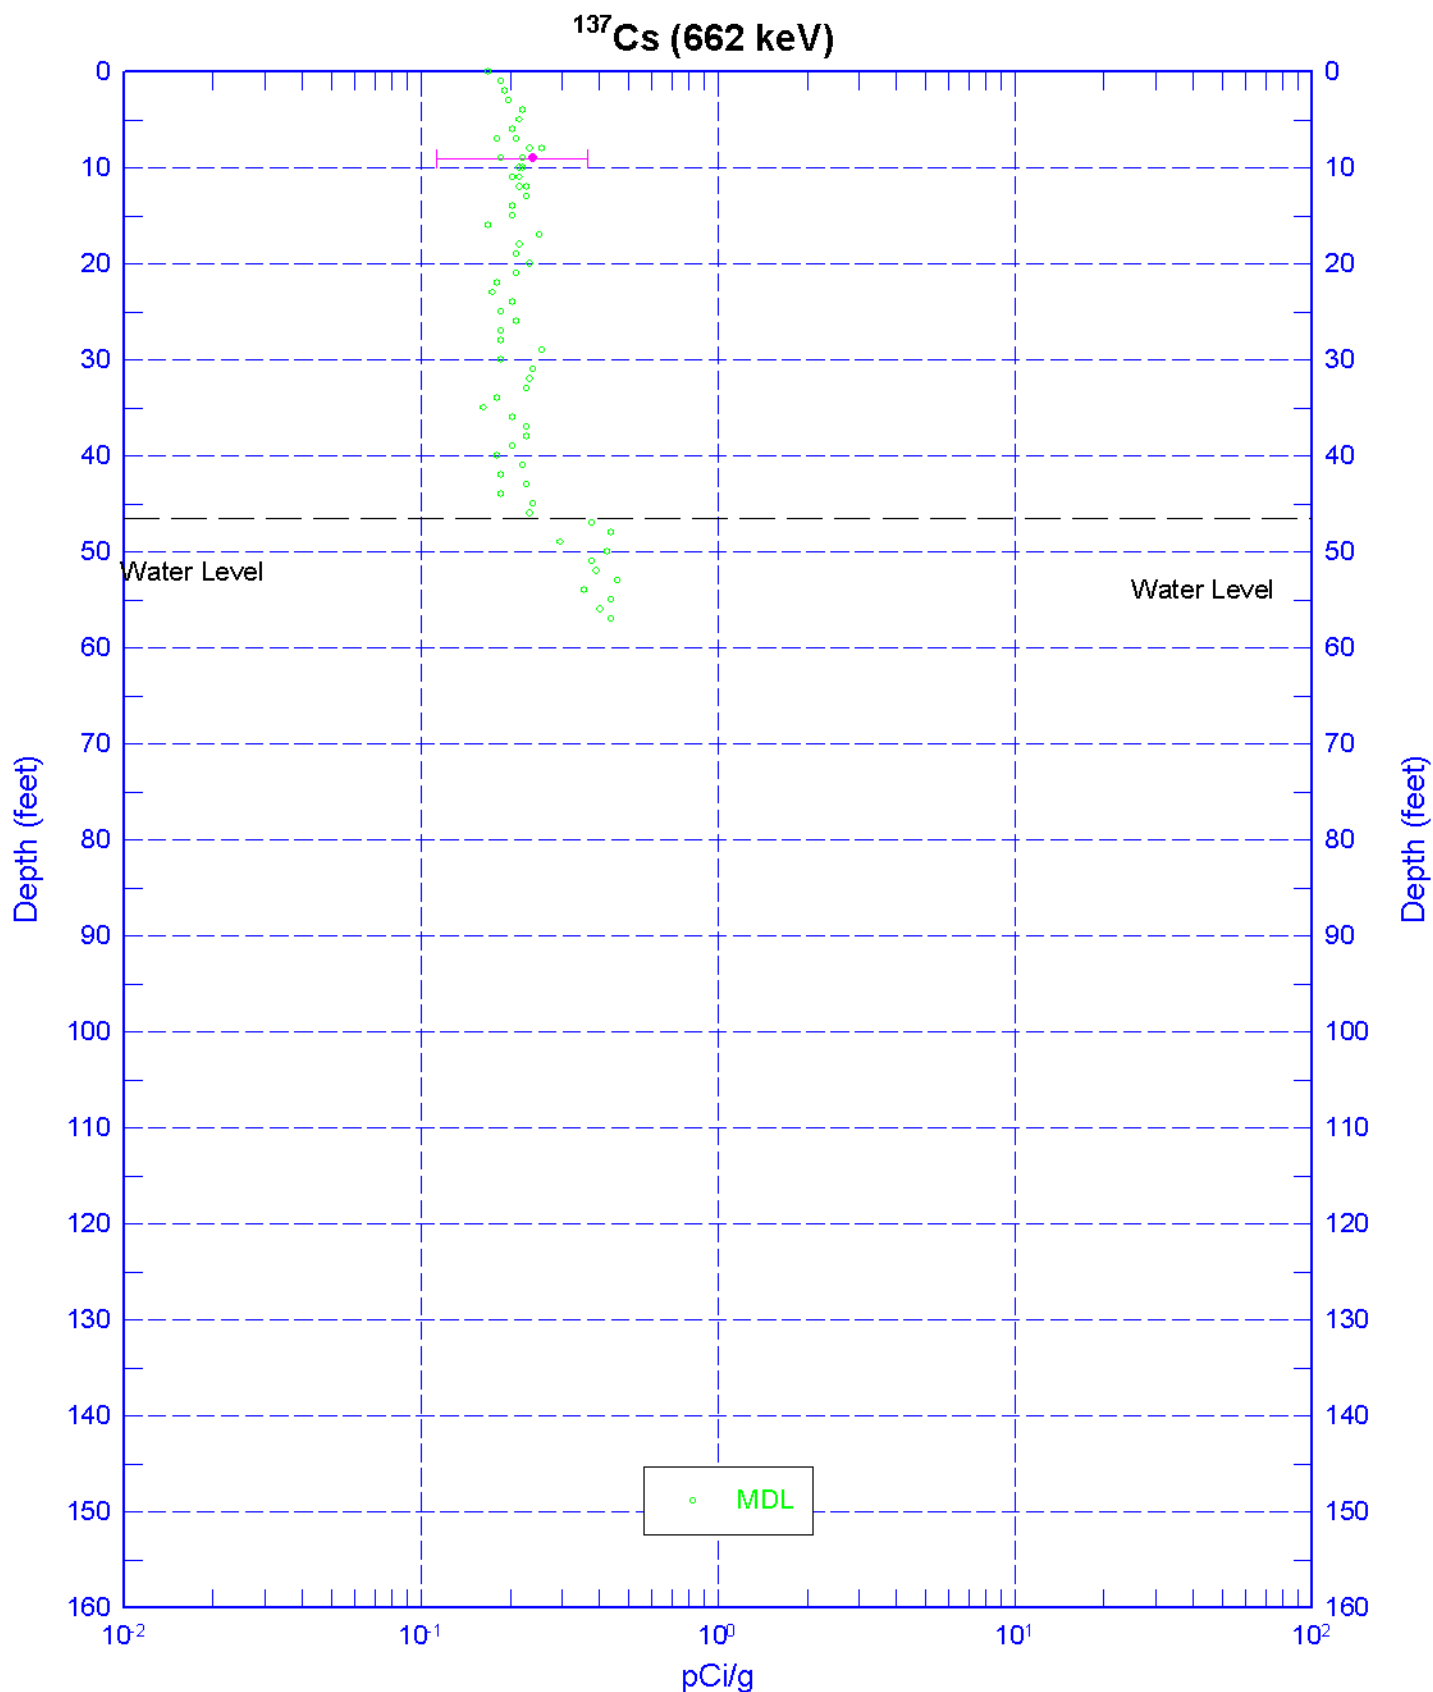 ¹³⁷Cs (662 keV)
0 0
10 10
20 20
30 30
40 40
50 50
Water Level
Water Level
60 60
70 70
80 80
90 90
100 100
110 110
120 120
130 130
140 140
150 150
160 160
Depth (feet)
Depth (feet)
MDL
10⁻² 10⁻¹ 10⁰ 10¹ 10²
pCi/g